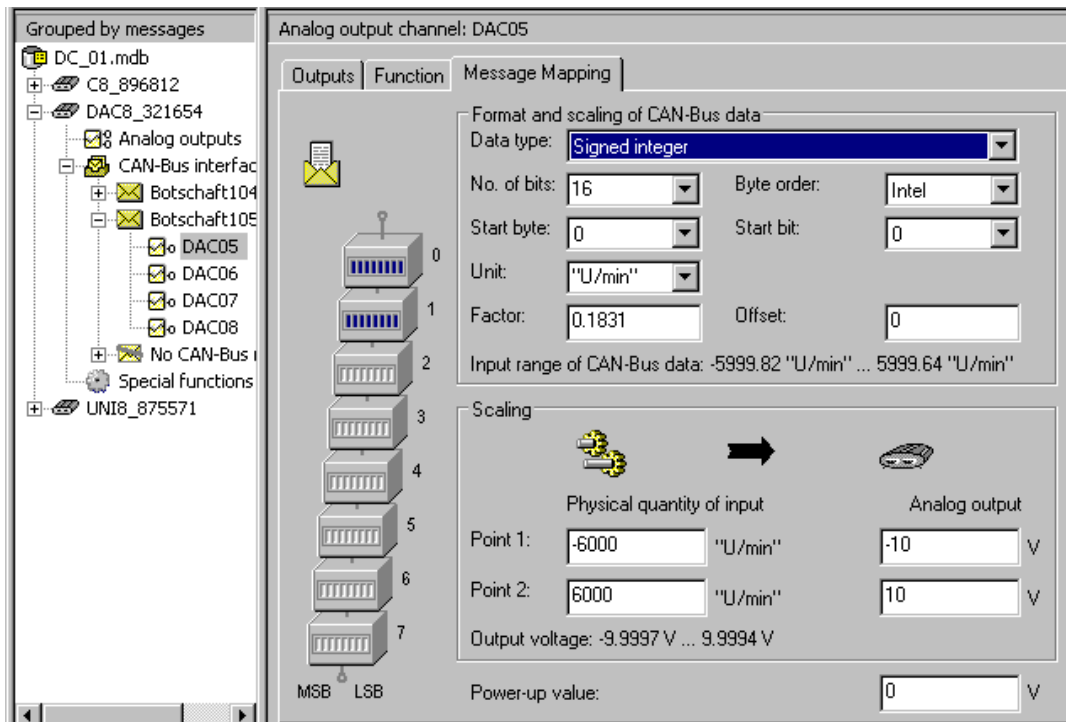 Grouped by messages
DC_01.mdb
C8_896812
DAC8_321654
Analog outputs
CAN-Bus interfac
Botschaft104
Botschaft105
DAC05
DAC06
DAC07
DAC08
No CAN-Bus
Special functions
UNI8_875571
Analog output channel: DAC05
Outputs Function Message Mapping
Format and scaling of CAN-Bus data
Data type: Signed integer
No. of bits: 16 Byte order: Intel
Start byte: 0 Start bit: 0
Unit: "U/min"
Factor: 0.1831 Offset: 0
Input range of CAN-Bus data: -5999.82 "U/min" ... 5999.64 "U/min"
0
1
2
3
4
5
6
7
MSB LSB
Scaling
Physical quantity of input Analog output
Point 1: -6000 "U/min" -10 V
Point 2: 6000 "U/min" 10 V
Output voltage: -9.9997 V ... 9.9994 V
Power-up value: 0 V